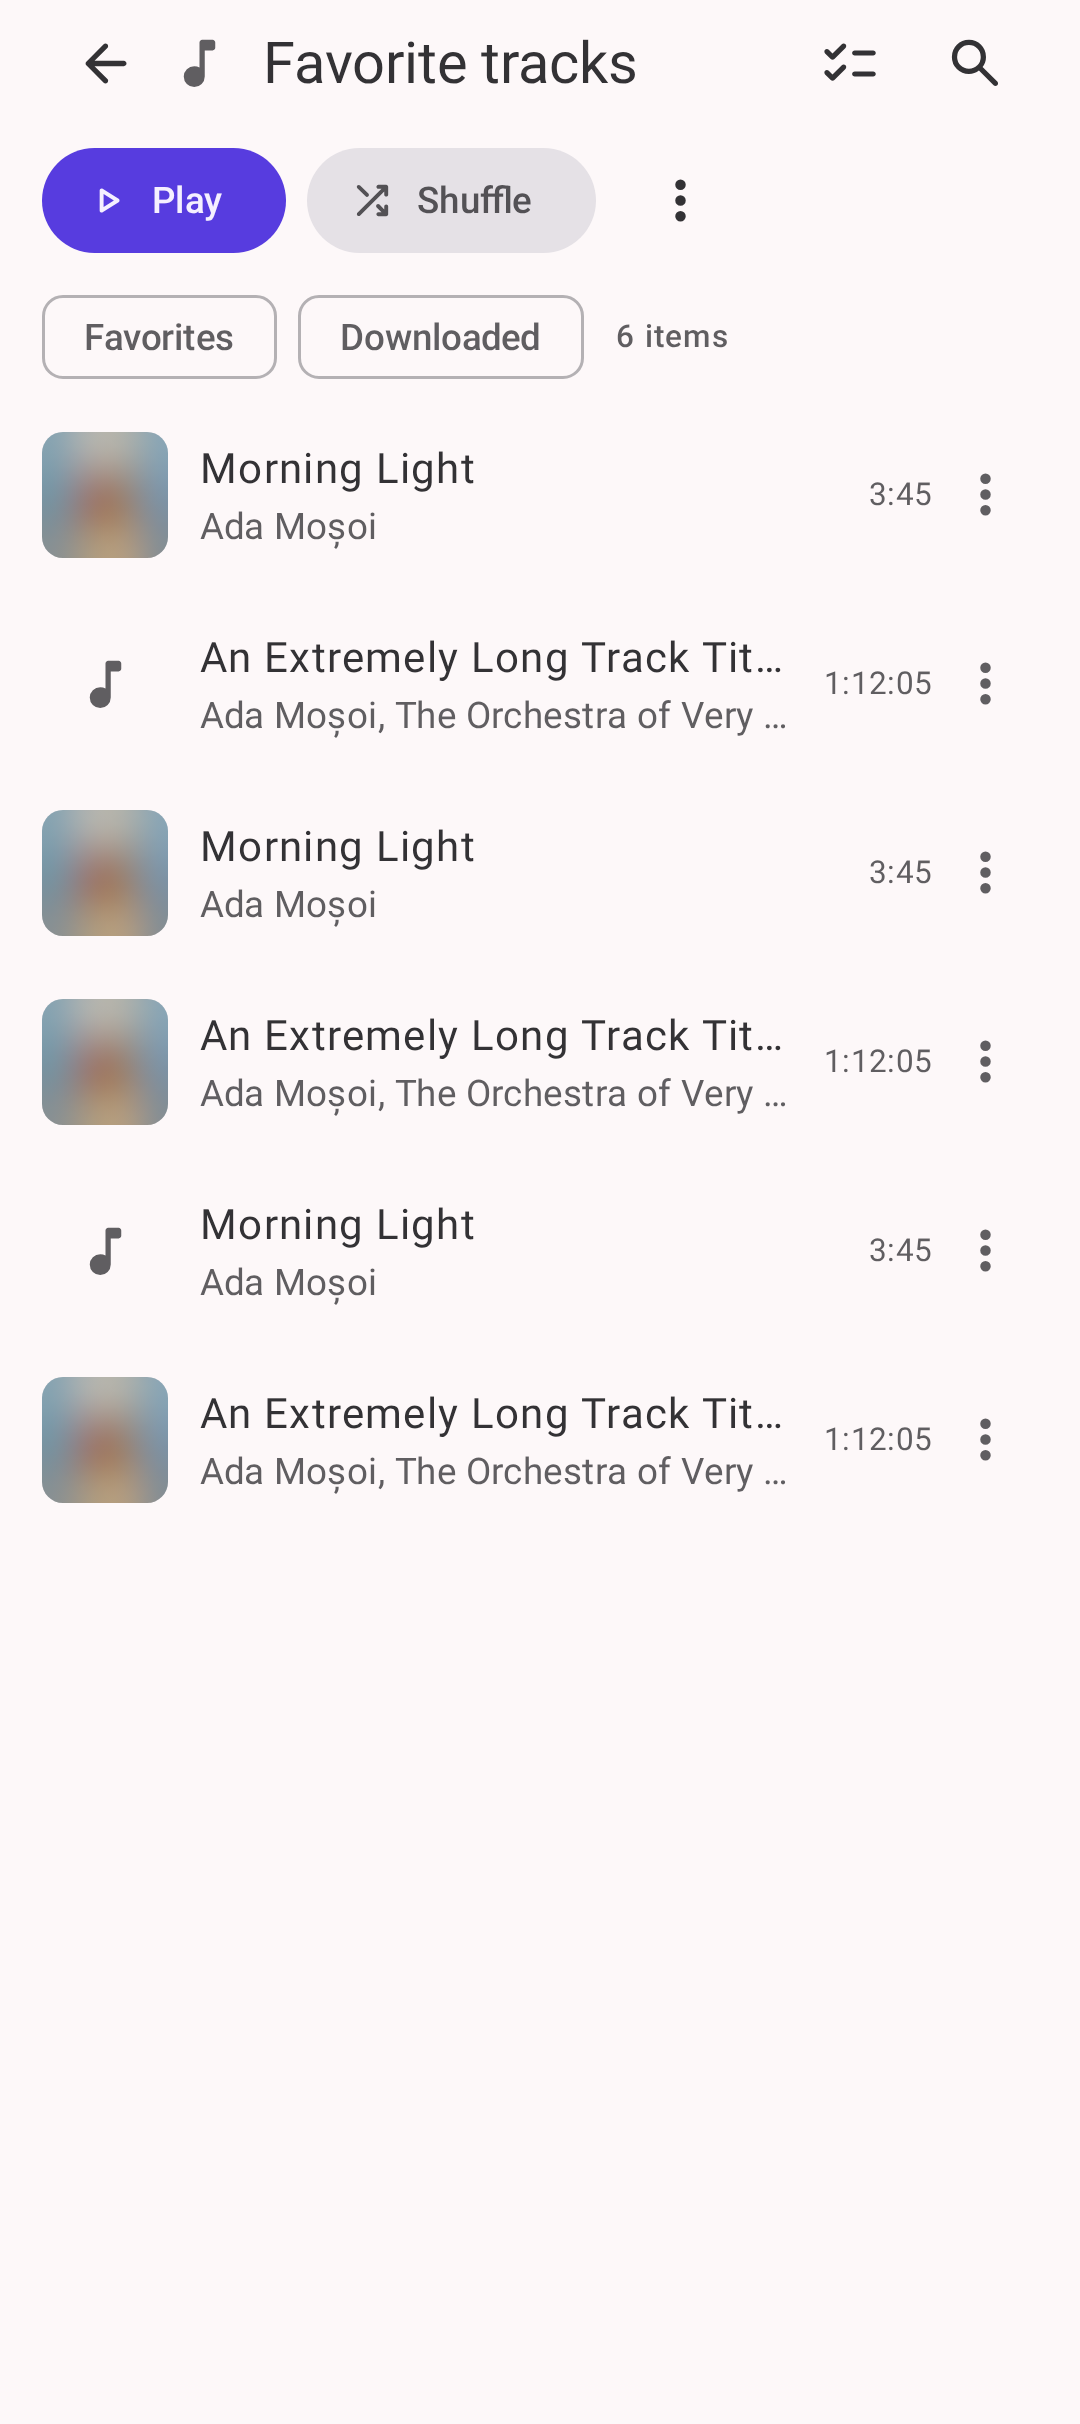 Favorite tracks
Play
Shuffle
Favorites
Downloaded
6 items
Morning Light
3:45
Ada Moșoi
An Extremely Long Track Tit…
1:12:05
Ada Moșoi, The Orchestra of Very …
Morning Light
3:45
Ada Moșoi
An Extremely Long Track Tit…
1:12:05
Ada Moșoi, The Orchestra of Very …
Morning Light
3:45
Ada Moșoi
An Extremely Long Track Tit…
1:12:05
Ada Moșoi, The Orchestra of Very …